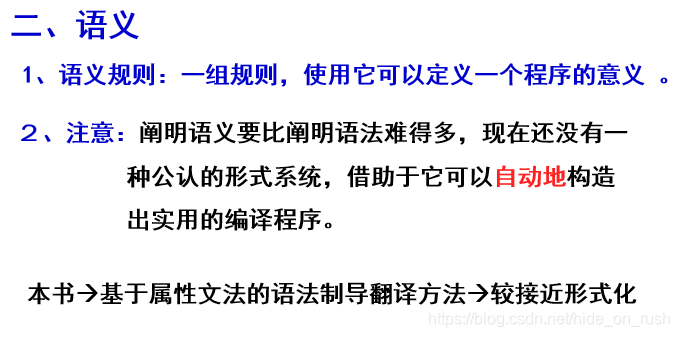 二、语义
1、语义规则：一组规则，使用它可以定义一个程序的意义 。
２、注意：阐明语义要比阐明语法难得多，现在还没有一
种公认的形式系统，借助于它可以自动地构造
出实用的编译程序。
本书→基于属性文法的语法制导翻译方法→较接近形式化
https://blog.csdn.net/hide_on_rush